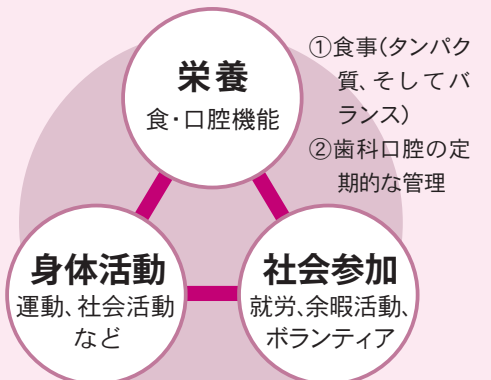 栄養
食・口腔機能
①食事(タンパク
質、そしてバ
ランス)
②歯科口腔の定
期的な管理
身体活動
運動、社会活動
など
社会参加
就労、余暇活動、
ボランティア